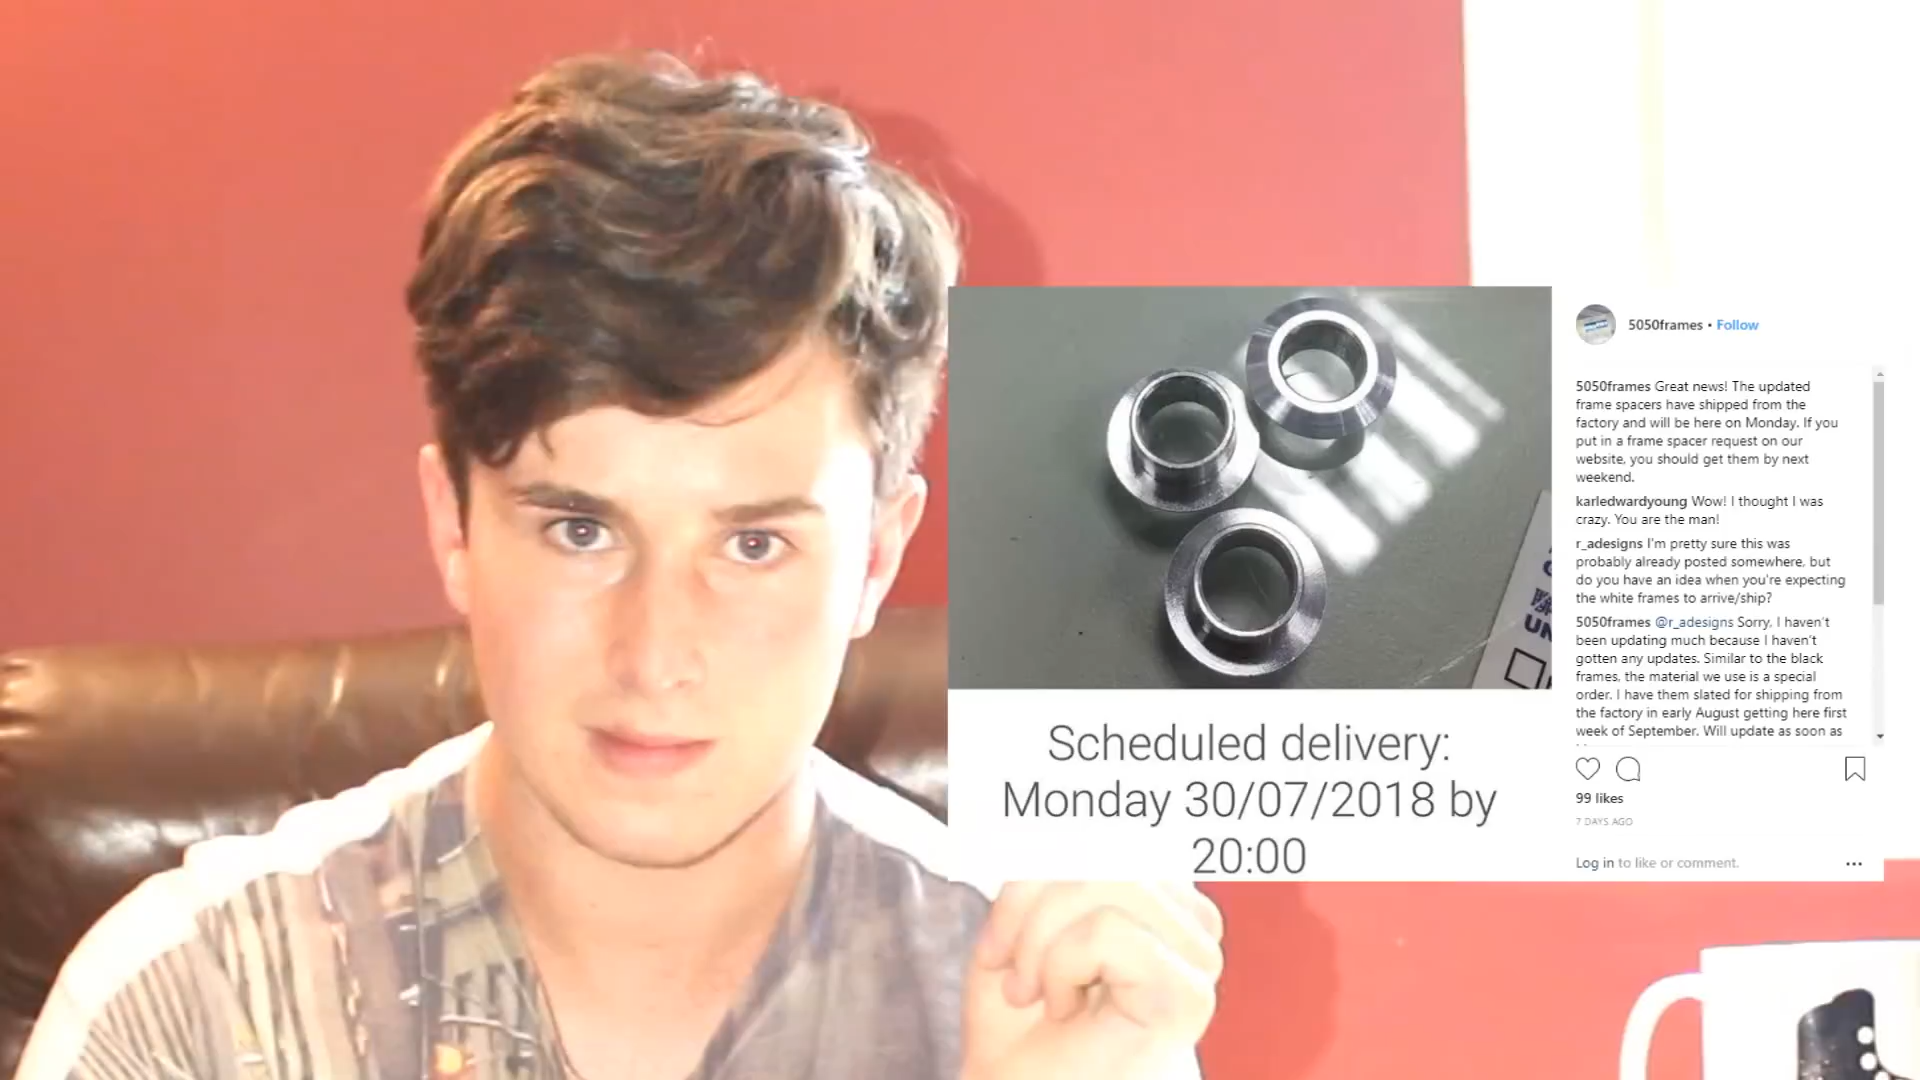 5050frames • Follow
5050frames Great news! The updated
frame spacers have shipped from the
factory and will be here on Monday. If you
put in a frame spacer request on our
website, you should get them by next
weekend.
karledwardyoung Wow! I thought I was
crazy. You are the man!
r_adesigns I'm pretty sure this was
probably already posted somewhere, but
do you have an idea when you're expecting
the white frames to arrive/ship?
5050frames @r_adesigns Sorry, I haven't
been updating much because I haven't
gotten any updates. Similar to the black
frames, the material we use is a special
order. I have them slated for shipping from
the factory in early August getting here first
week of September. Will update as soon as
99 likes
7 DAYS AGO
Log in to like or comment.
UN
Scheduled delivery:
Monday 30/07/2018 by
20:00